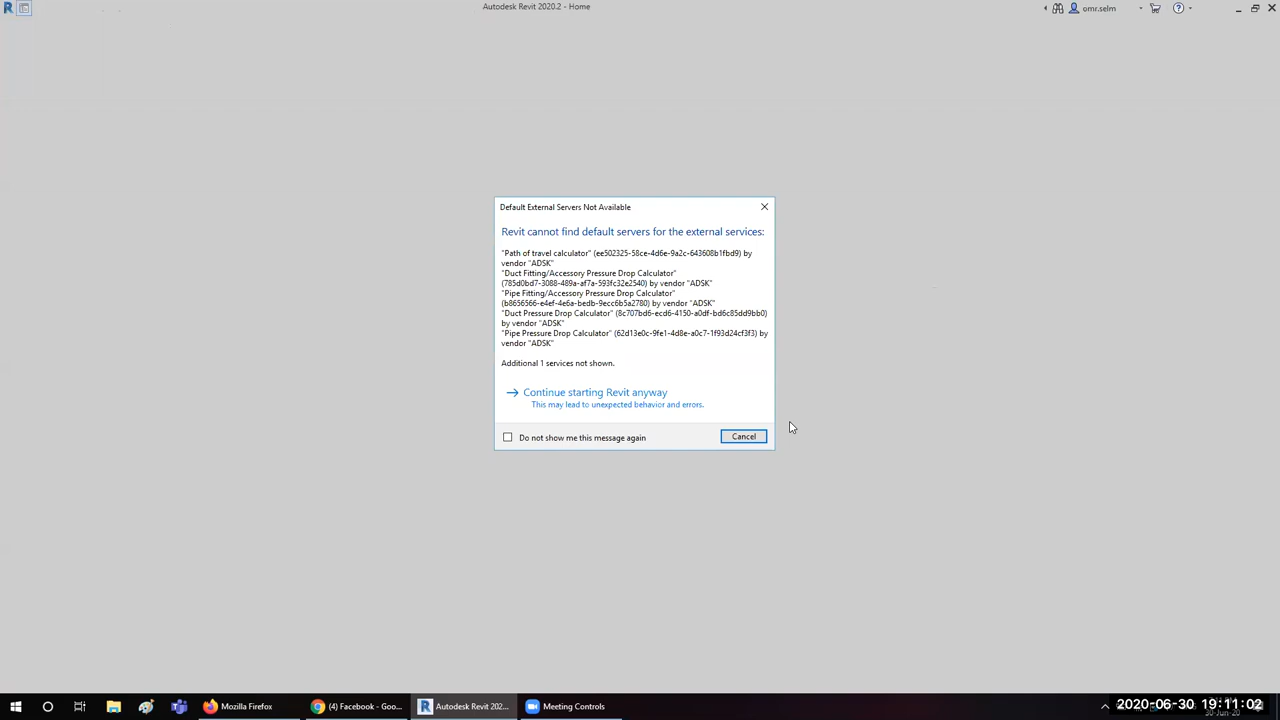 Autodesk Revit 2020.2 - Home
omr.selm
Default External Servers Not Available
Revit cannot find default servers for the external services:
"Path of travel calculator" (ee502325-58ce-4d6e-9a2c-643608b1fbd9) by
vendor "ADSK"
"Duct Fitting/Accessory Pressure Drop Calculator"
(785d0bd7-3088-489a-af7a-593fc32e2540) by vendor "ADSK"
"Pipe Fitting/Accessory Pressure Drop Calculator"
(b8656566-e4ef-4e6a-bedb-9ecc6b5a2780) by vendor "ADSK"
"Duct Pressure Drop Calculator" (8c707bd6-ecd6-4150-a0df-bd6c85dd9bb0)
by vendor "ADSK"
"Pipe Pressure Drop Calculator" (62d13e0c-9fe1-4d8e-a0c7-1f93d24cf3f3) by
vendor "ADSK"
Additional 1 services not shown.
Continue starting Revit anyway
This may lead to unexpected behavior and errors.
Do not show me this message again
Cancel
Mozilla Firefox
(4) Facebook - Goo...
Autodesk Revit 202...
Meeting Controls
2020-06-30 19:11:02